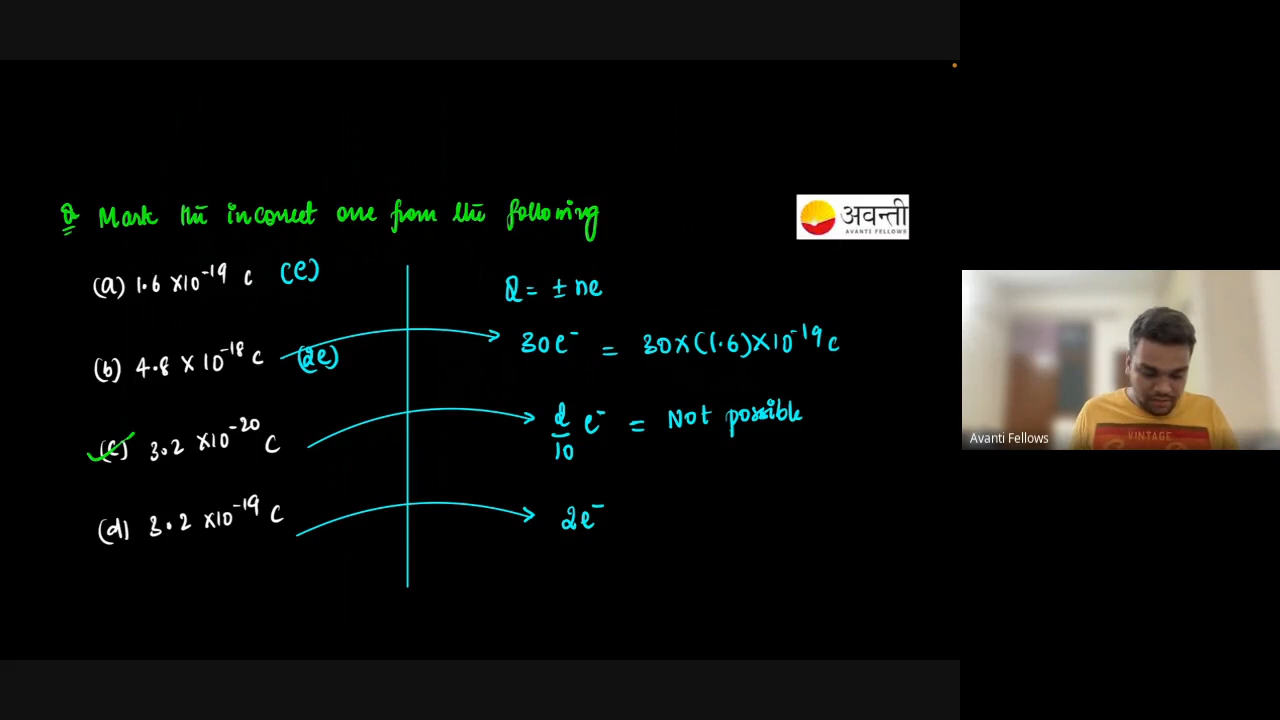 Q Mark the incorrect one from the following
अवन्ती
AVANTI FELLOWS
(a) 1.6 ×10⁻¹⁹ C (e)
(b) 4.8 × 10⁻¹⁸ C (2e)
(c) 3.2 ×10⁻²⁰ C
(d) 3.2 ×10⁻¹⁹ C
Q = ± ne
30e⁻ = 30×(1.6)×10⁻¹⁹ C
2/10 e⁻ = Not possible
2e⁻
Avanti Fellows
VINTAGE